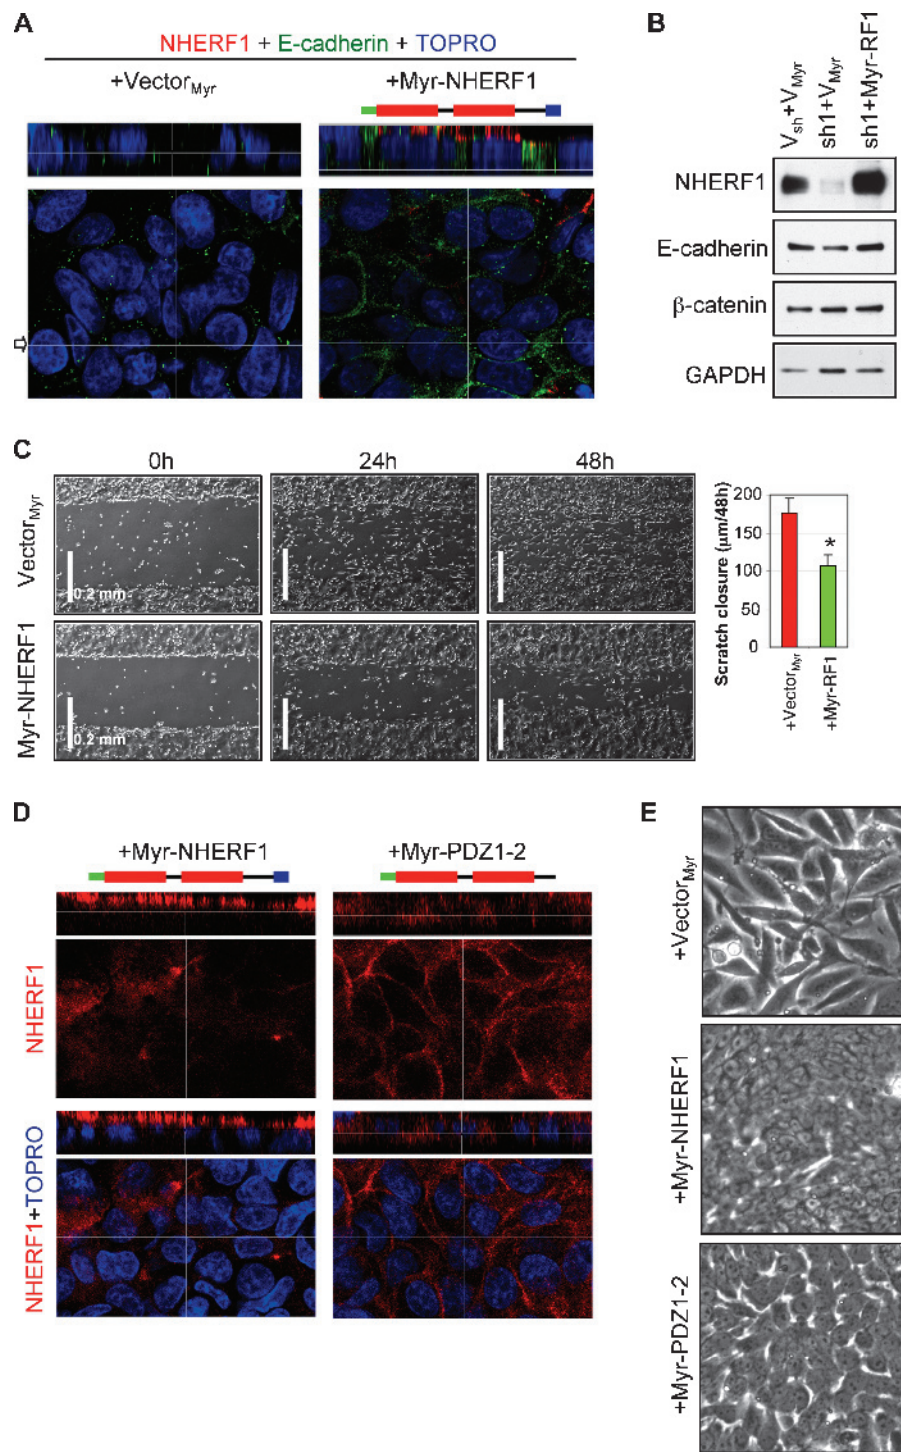 A
NHERF1 + E-cadherin + TOPRO
+VectorMyr
+Myr-NHERF1
B
Vsh+VMyr
sh1+VMyr
sh1+Myr-RF1
NHERF1
E-cadherin
β-catenin
GAPDH
C
0h
24h
48h
VectorMyr
0.2 mm
Myr-NHERF1
0.2 mm
Scratch closure (µm/48h)
200
150
100
50
0
*
+VectorMyr
+Myr-RF1
D
+Myr-NHERF1
+Myr-PDZ1-2
NHERF1
NHERF1+TOPRO
E
+VectorMyr
+Myr-NHERF1
+Myr-PDZ1-2